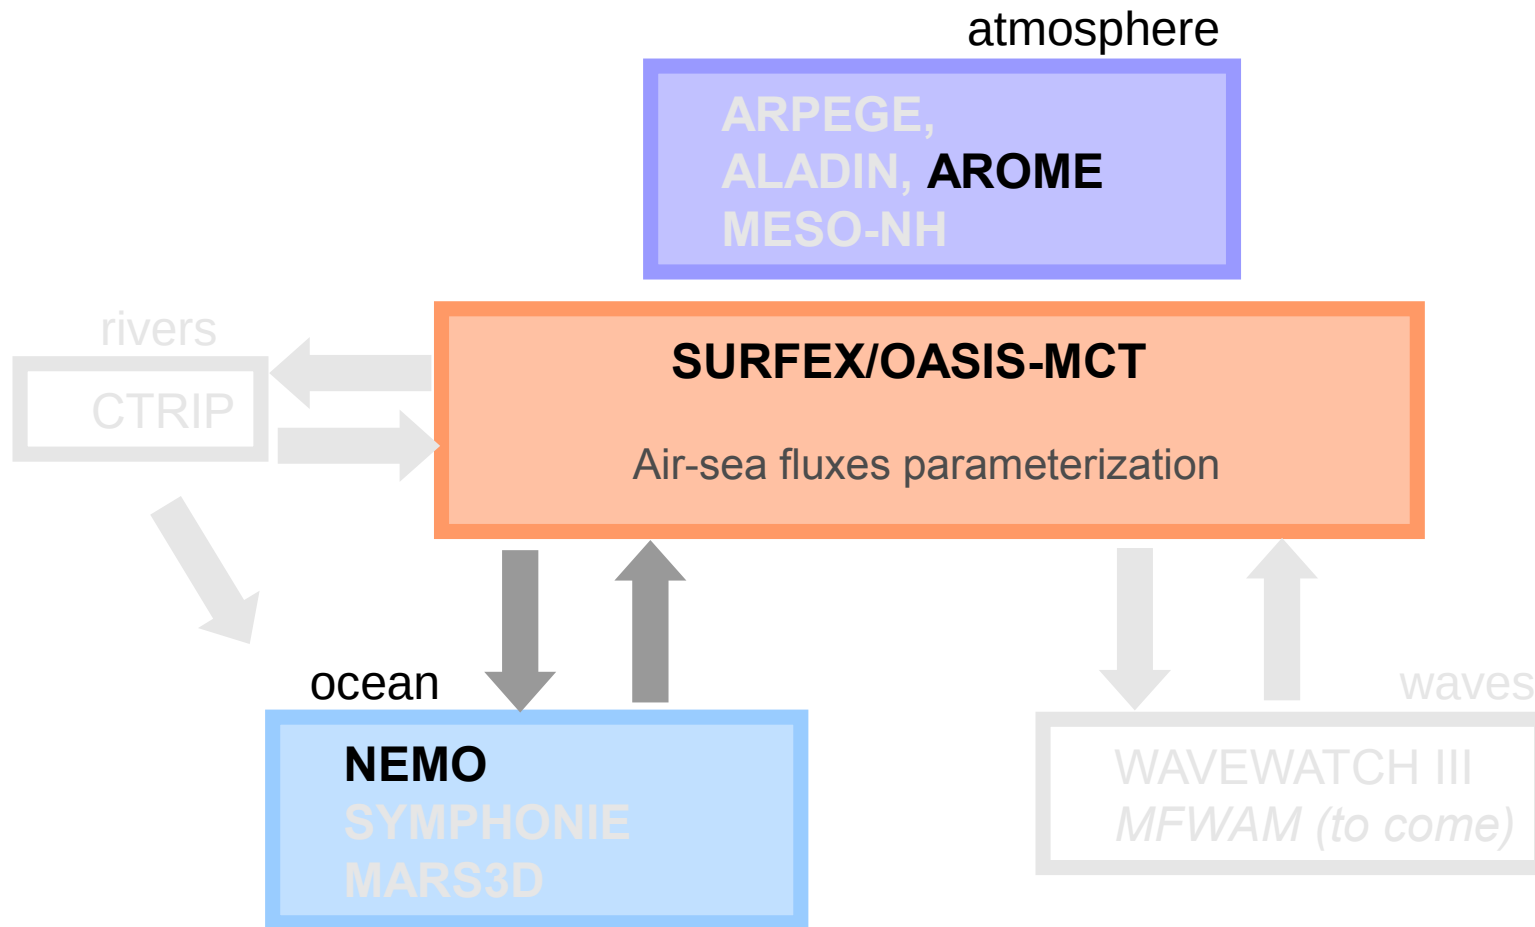 atmosphere
ARPEGE,
ALADIN, AROME
MESO-NH
rivers
CTRIP
SURFEX/OASIS-MCT
Air-sea fluxes parameterization
ocean
NEMO
SYMPHONIE
MARS3D
waves
WAVEWATCH III
MFWAM (to come)